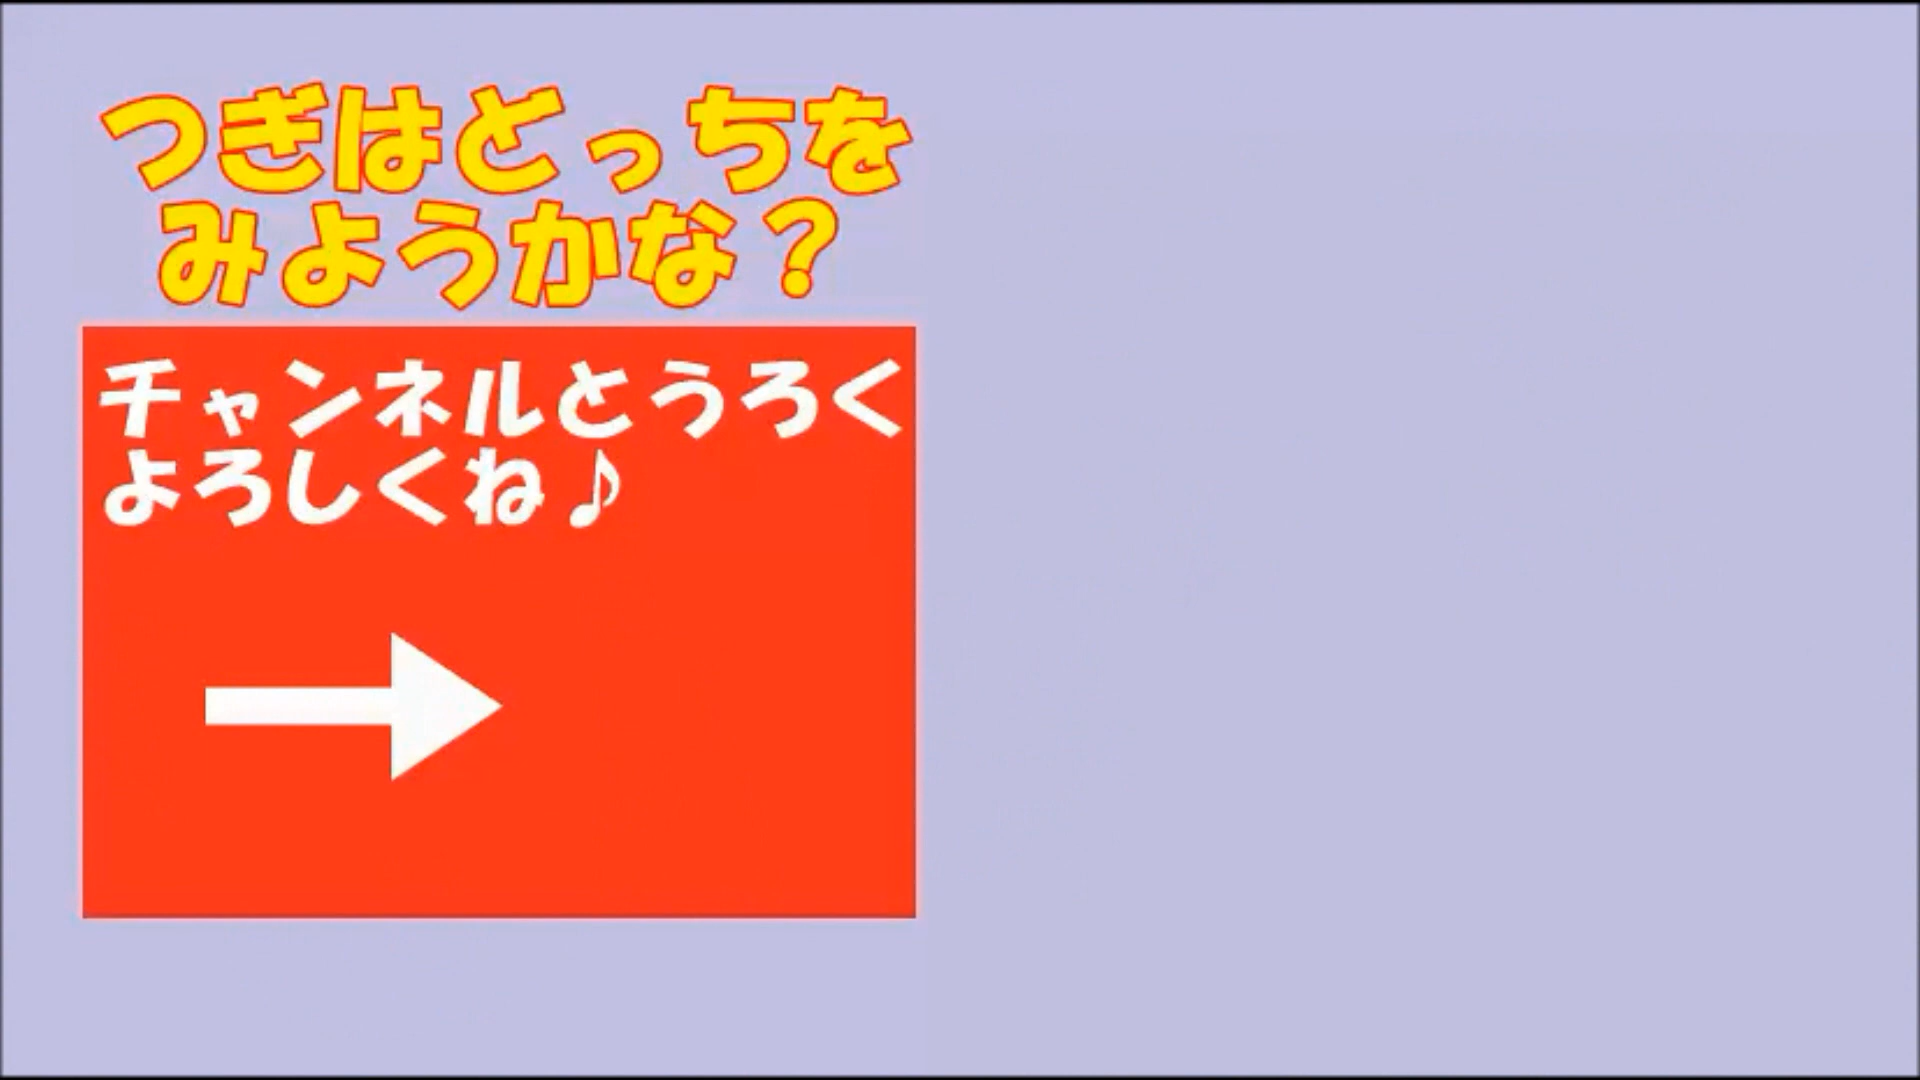 つぎはどっちを
みようかな？
チャンネルとうろく
よろしくね♪